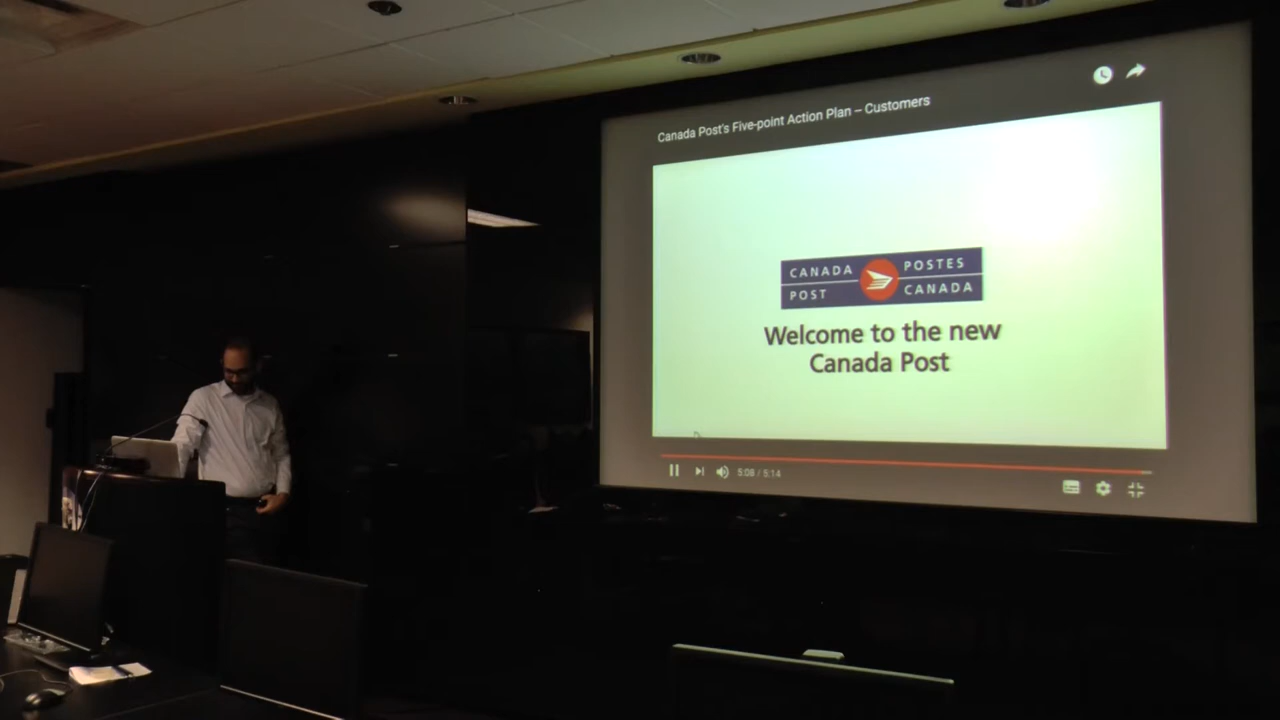 Canada Post's Five-point Action Plan – Customers
CANADA POST
POSTES CANADA
Welcome to the new
Canada Post
5:08 / 5:14